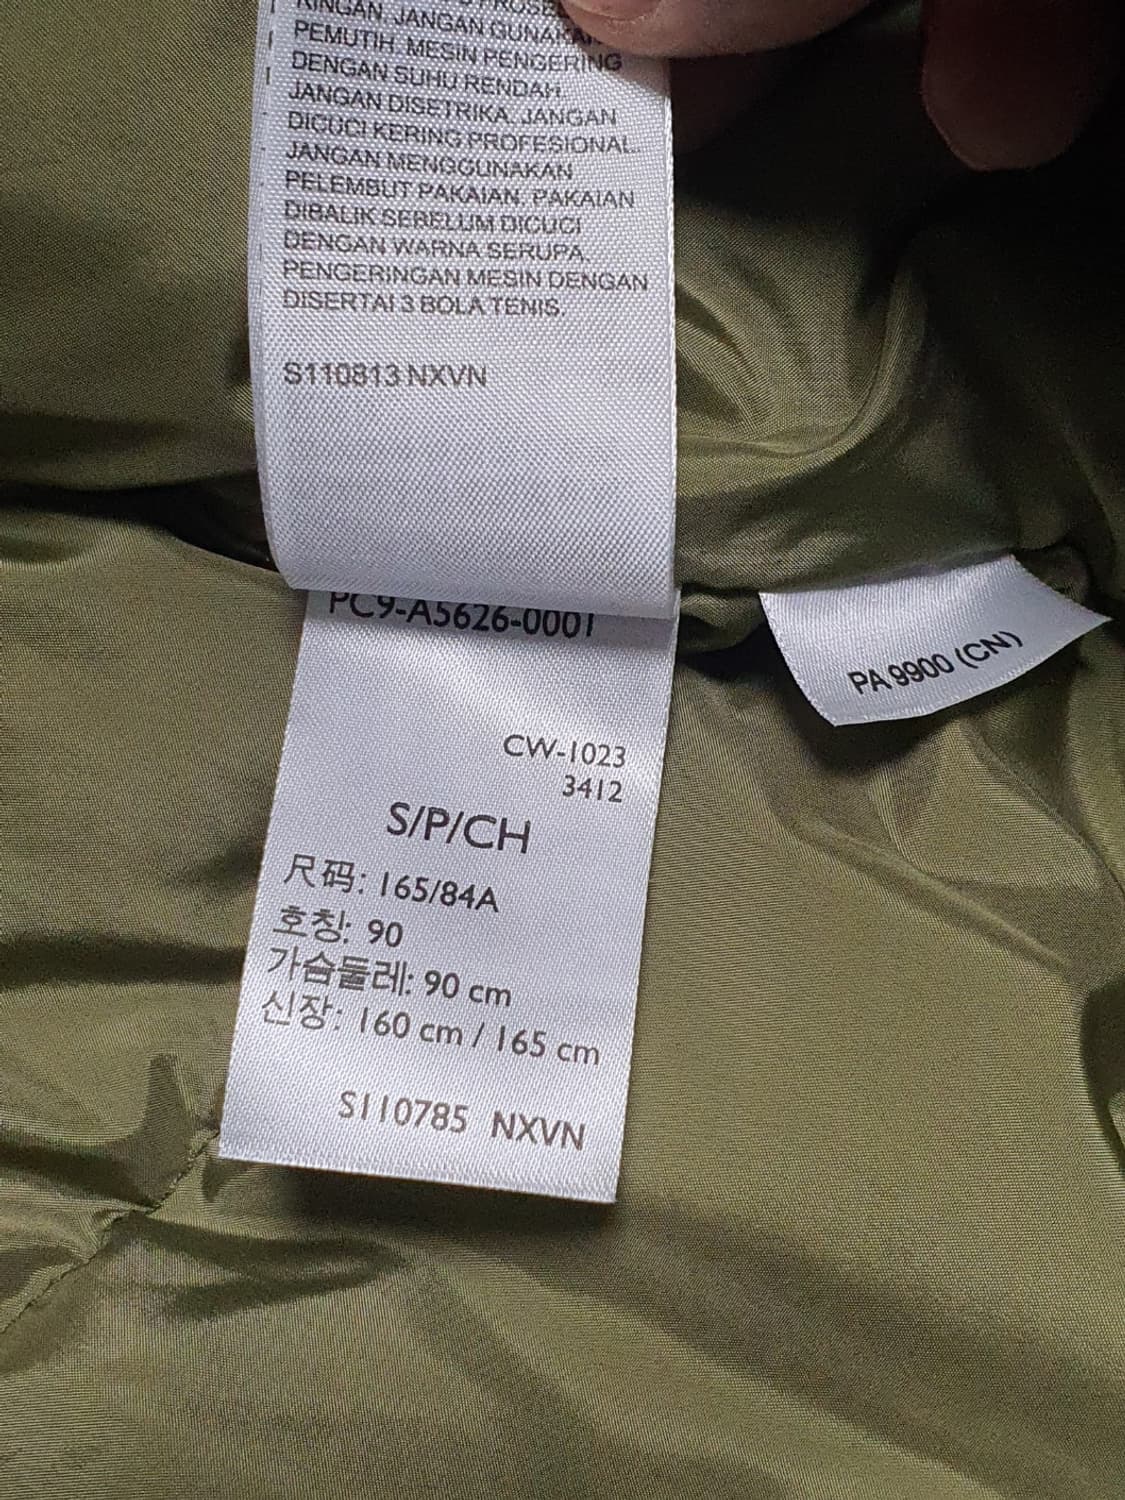 KINGAN. JANGAN GUNAKAN
PEMUTIH. MESIN PENGERING
DENGAN SUHU RENDAH.
JANGAN DISETRIKA. JANGAN
DICUCI KERING PROFESIONAL.
JANGAN MENGGUNAKAN
PELEMBUT PAKAIAN. PAKAIAN
DIBALIK SEBELUM DICUCI
DENGAN WARNA SERUPA.
PENGERINGAN MESIN DENGAN
DISERTAI 3 BOLA TENIS.
S110813 NXVN
PC9-A5626-0001
PA 9900 (CN)
CW-1023
3412
S/P/CH
尺码: 165/84A
호칭: 90
가슴둘레: 90 cm
신장: 160 cm / 165 cm
S110785 NXVN